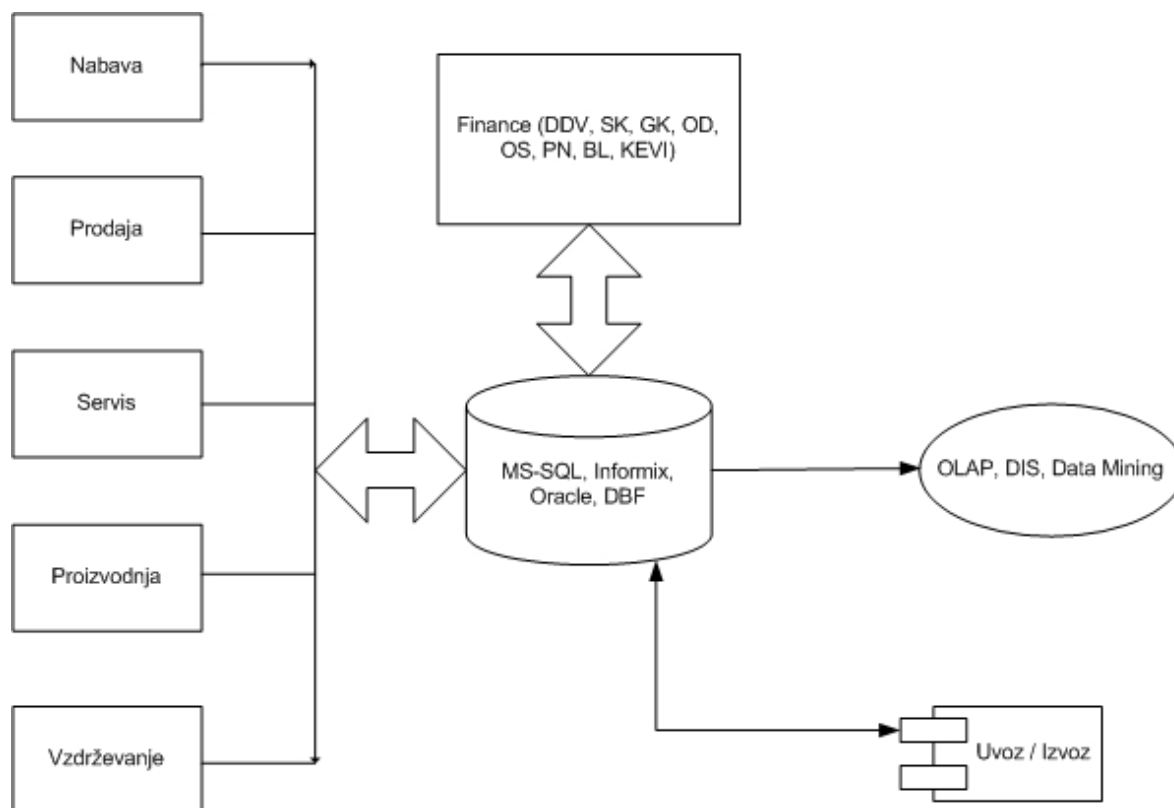 Nabava
Finance (DDV, SK, GK, OD,
OS, PN, BL, KEVI)
Prodaja
Servis
MS-SQL, Informix,
Oracle, DBF
OLAP, DIS, Data Mining
Proizvodnja
Vzdrževanje
Uvoz / Izvoz